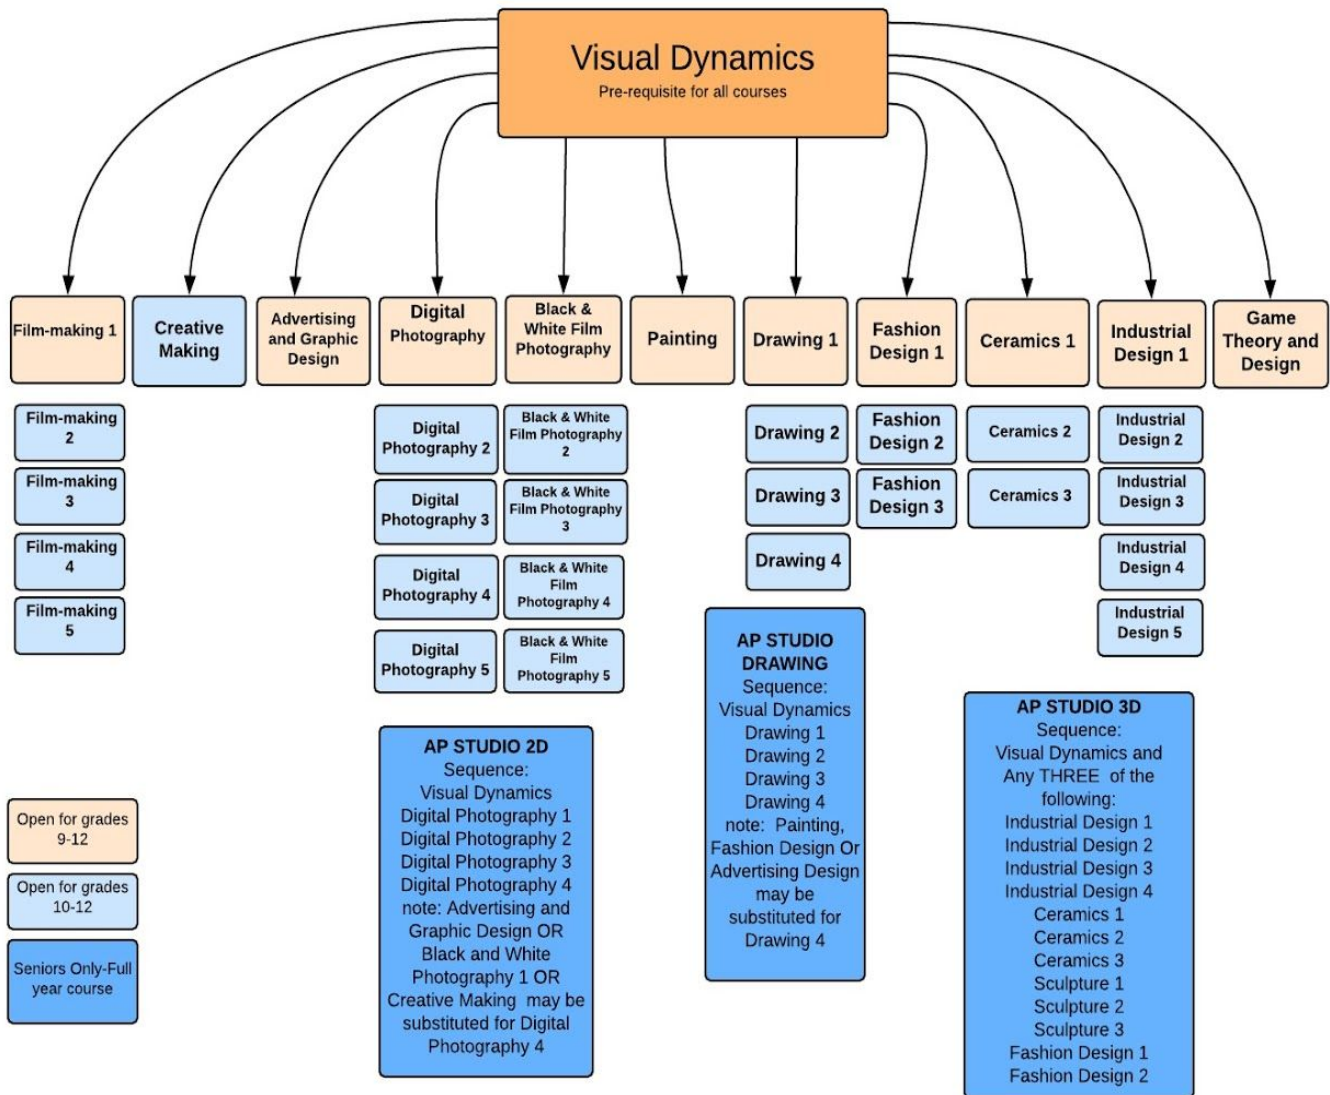 Visual Dynamics
Pre-requisite for all courses
Film-making 1
Creative
Making
Advertising
and Graphic
Design
Digital
Photography
Black &
White Film
Photography
Painting
Drawing 1
Fashion
Design 1
Ceramics 1
Industrial
Design 1
Game
Theory and
Design
Film-making
2
Film-making
3
Film-making
4
Film-making
5
Digital
Photography 2
Digital
Photography 3
Digital
Photography 4
Digital
Photography 5
Black & White
Film Photography
2
Black & White
Film Photography
3
Black & White
Film
Photography 4
Black & White
Film
Photography 5
Drawing 2
Drawing 3
Drawing 4
Fashion
Design 2
Fashion
Design 3
Ceramics 2
Ceramics 3
Industrial
Design 2
Industrial
Design 3
Industrial
Design 4
Industrial
Design 5
AP STUDIO 2D
Sequence:
Visual Dynamics
Digital Photography 1
Digital Photography 2
Digital Photography 3
Digital Photography 4
note: Advertising and
Graphic Design OR
Black and White
Photography 1 OR
Creative Making may be
substituted for Digital
Photography 4
AP STUDIO
DRAWING
Sequence:
Visual Dynamics
Drawing 1
Drawing 2
Drawing 3
Drawing 4
note: Painting,
Fashion Design Or
Advertising Design
may be
substituted for
Drawing 4
AP STUDIO 3D
Sequence:
Visual Dynamics and
Any THREE of the
following:
Industrial Design 1
Industrial Design 2
Industrial Design 3
Industrial Design 4
Ceramics 1
Ceramics 2
Ceramics 3
Sculpture 1
Sculpture 2
Sculpture 3
Fashion Design 1
Fashion Design 2
Open for grades
9-12
Open for grades
10-12
Seniors Only-Full
year course